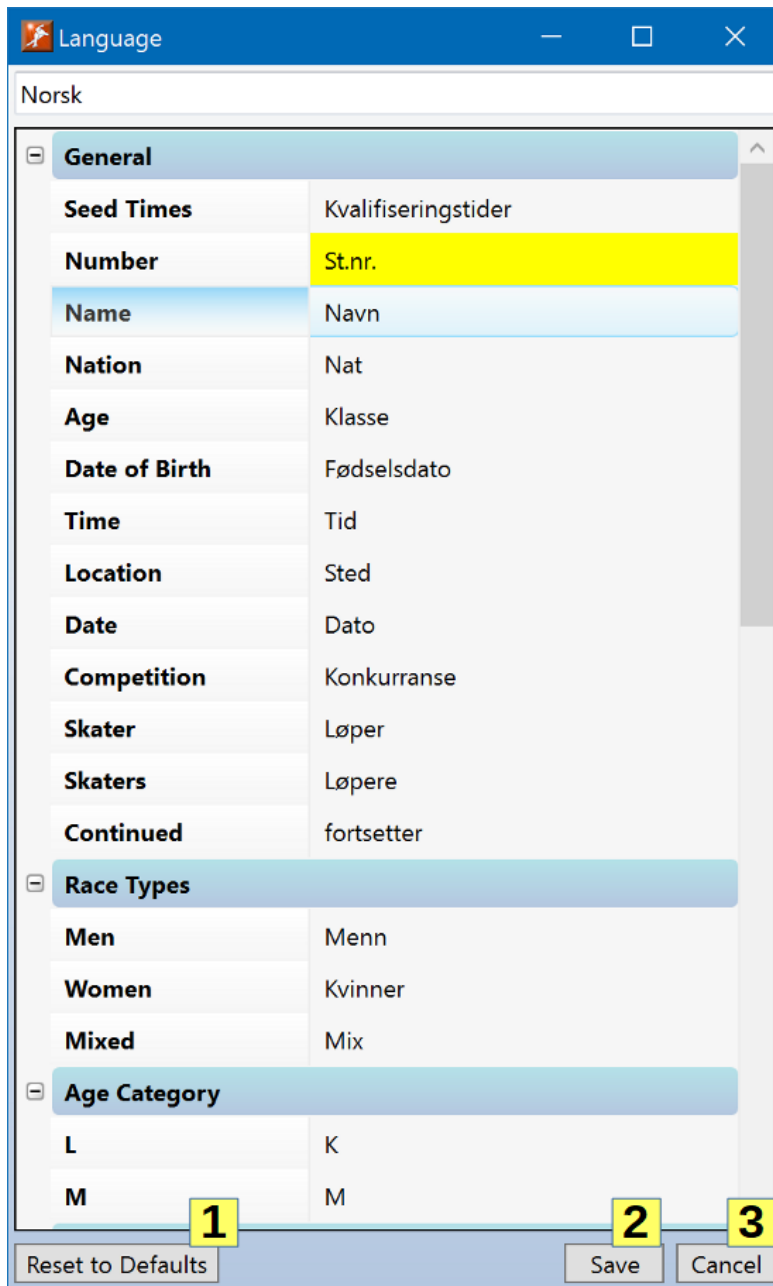 Language
Norsk
General
Seed Times Kvalifiseringstider
Number St.nr.
Name Navn
Nation Nat
Age Klasse
Date of Birth Fødselsdato
Time Tid
Location Sted
Date Dato
Competition Konkurranse
Skater Løper
Skaters Løpere
Continued fortsetter
Race Types
Men Menn
Women Kvinner
Mixed Mix
Age Category
L K
M M
1 2 3
Reset to Defaults Save Cancel